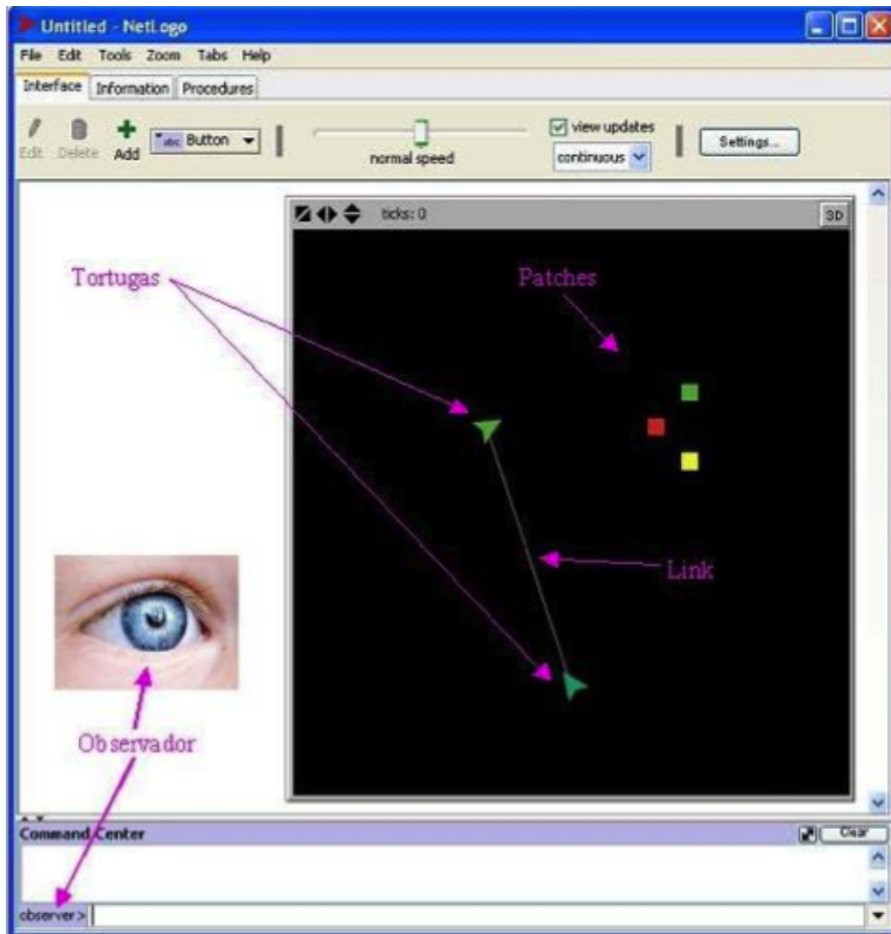 Untitled - NetLogo
File Edit Tools Zoom Tabs Help
Interface Information Procedures
Edit Delete Add abc Button normal speed view updates continuous Settings...
ticks: 0 3D
Tortugas Patches
Link
Observador
Command Center Clear
observer>